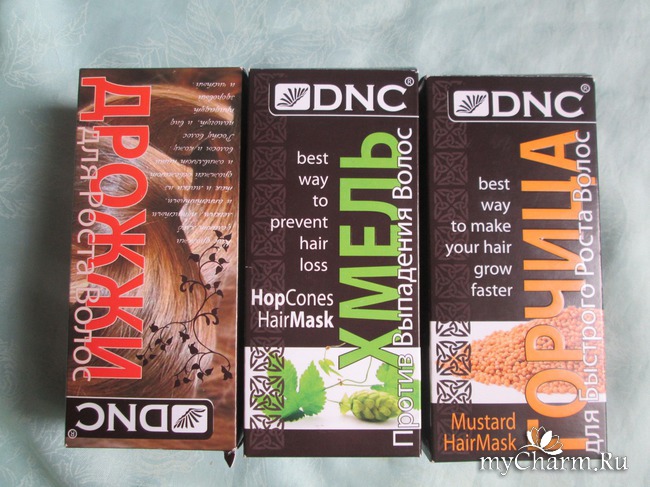 ДРОЖЖИ
для Роста Волос
DNC®
DNC®
best
way
to
prevent
hair
loss
HopCones
HairMask
ХМЕЛЬ
Против Выпадения Волос
DNC®
best
way
to make
your hair
grow
faster
Mustard
HairMask
ГОРЧИЦА
для Быстрого Роста Волос
myCharm.Ru